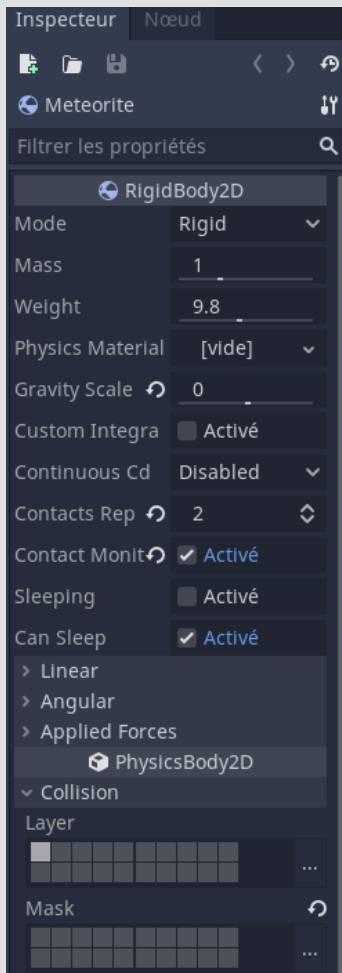 Inspecteur Nœud
Meteorite
Filtrer les propriétés
RigidBody2D
Mode Rigid
Mass 1
Weight 9.8
Physics Material [vide]
Gravity Scale 0
Custom Integra Activé
Continuous Cd Disabled
Contacts Rep 2
Contact Monit Activé
Sleeping Activé
Can Sleep Activé
Linear
Angular
Applied Forces
PhysicsBody2D
Collision
Layer
...
Mask
...